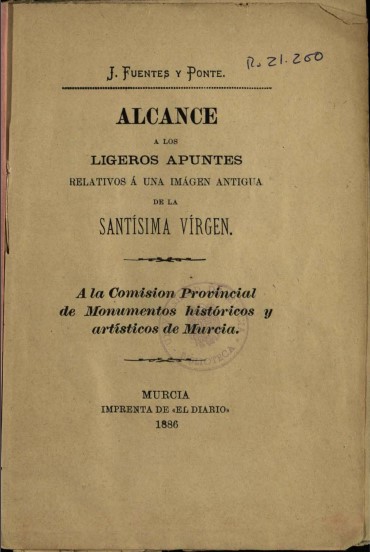 R. 21.200
J. FUENTES Y PONTE.
ALCANCE
A LOS
LIGEROS APUNTES
RELATIVOS Á UNA IMÁGEN ANTIGUA
DE LA
SANTÍSIMA VÍRGEN.
A la Comision Provincial
de Monumentos históricos y
artísticos de Murcia.
MURCIA
IMPRENTA DE «EL DIARIO»
1886